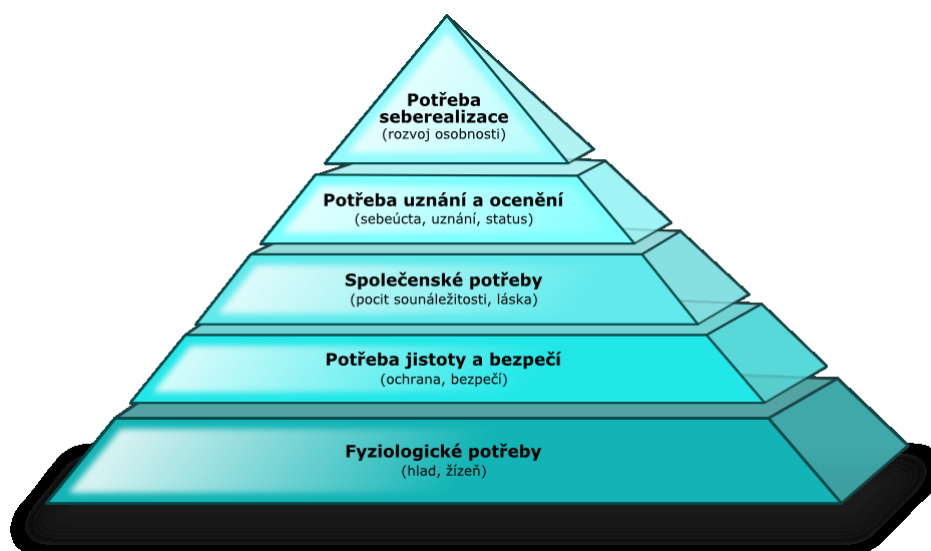 Potřeba
seberealizace
(rozvoj osobnosti)
Potřeba uznání a ocenění
(sebeúcta, uznání, status)
Společenské potřeby
(pocit sounáležitosti, láska)
Potřeba jistoty a bezpečí
(ochrana, bezpečí)
Fyziologické potřeby
(hlad, žízeň)